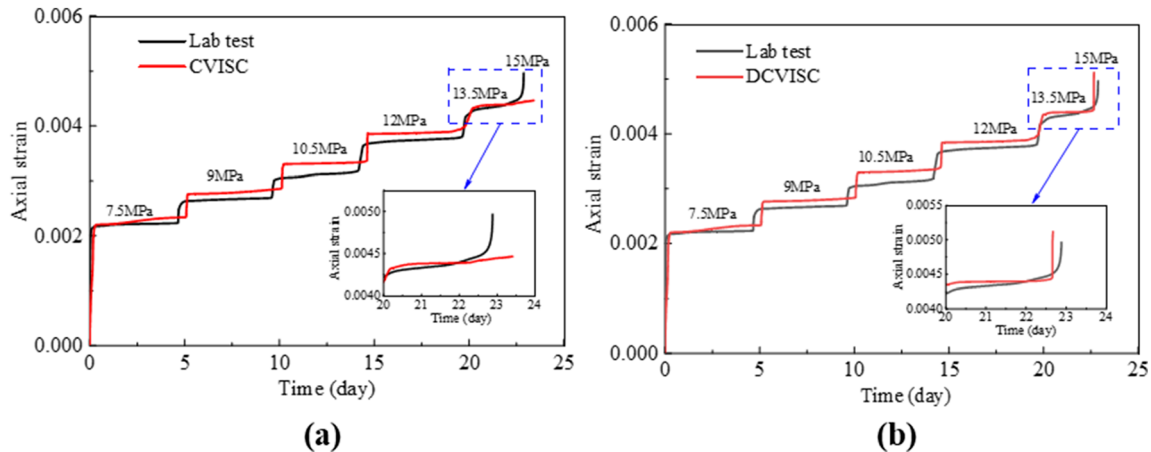 0.006
Lab test
CVISC
15MPa
13.5MPa
12MPa
10.5MPa
9MPa
7.5MPa
0.004
0.002
0.000
Axial strain
0 5 10 15 20 25
Time (day)
0.0050
0.0045
0.0040
Axial strain
20 21 22 23 24
Time (day)
(a)
0.006
Lab test
DCVISC
15MPa
13.5MPa
12MPa
10.5MPa
9MPa
7.5MPa
0.004
0.002
0.000
Axial strain
0 5 10 15 20 25
Time (day)
0.0055
0.0050
0.0045
0.0040
Axial strain
20 21 22 23 24
Time (day)
(b)